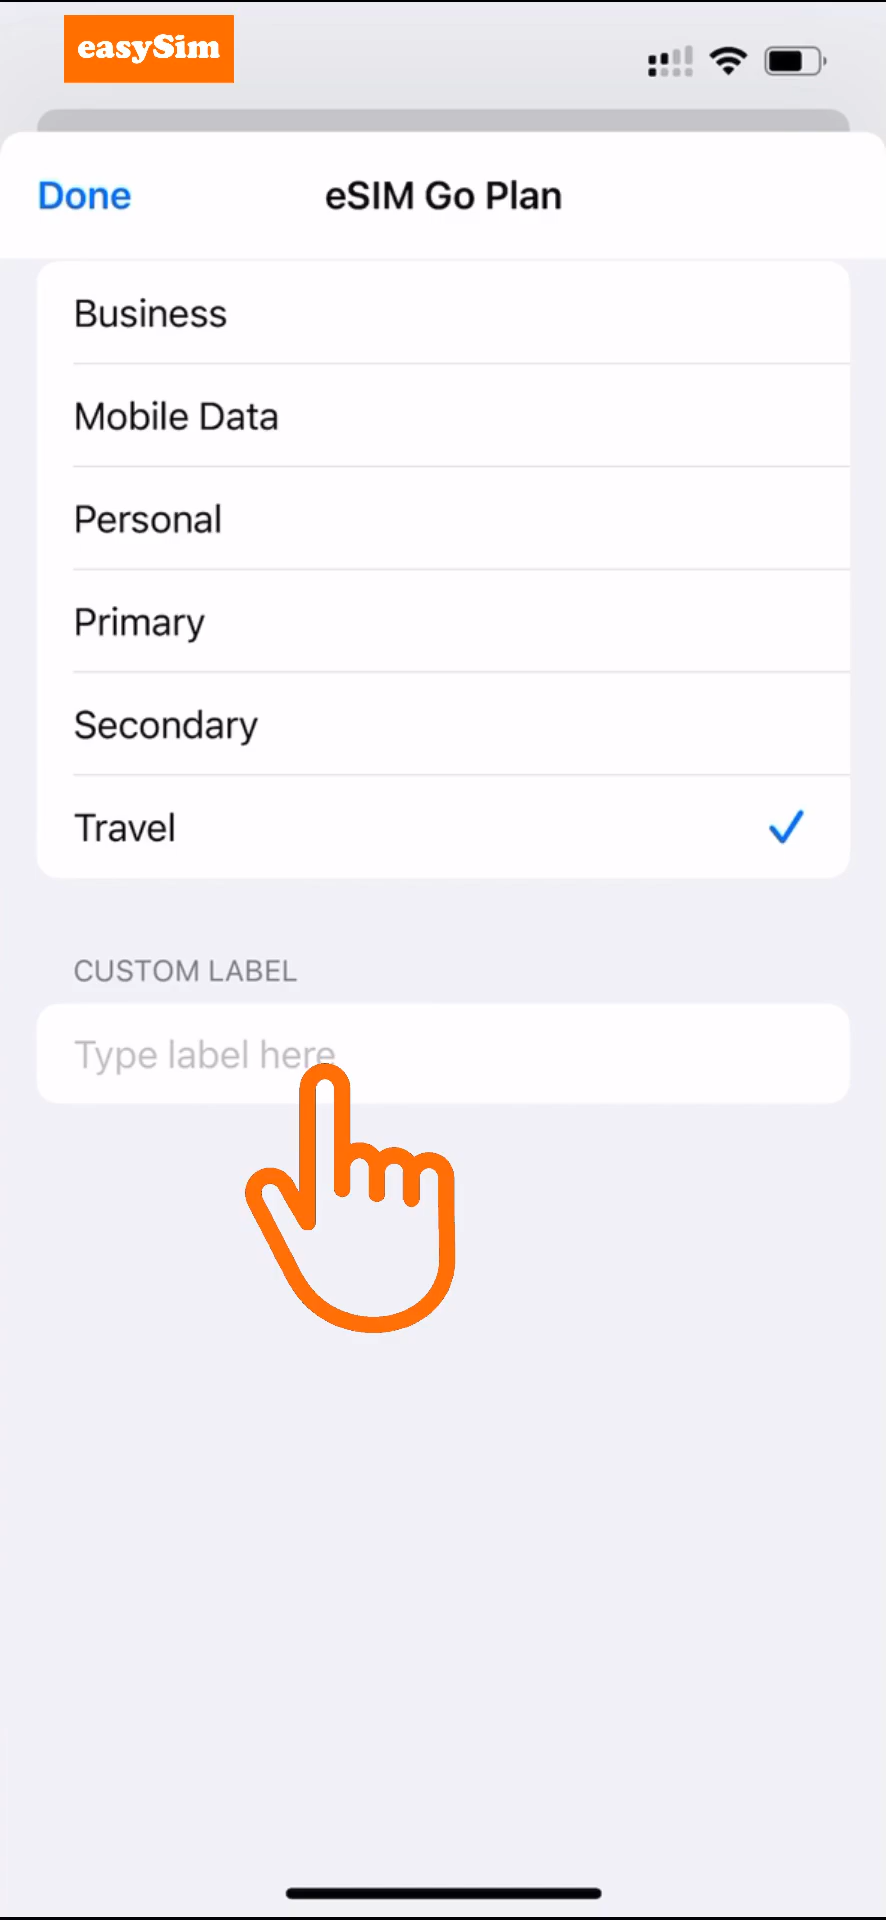 easySim
Done eSIM Go Plan
Business
Mobile Data
Personal
Primary
Secondary
Travel
CUSTOM LABEL
Type label here